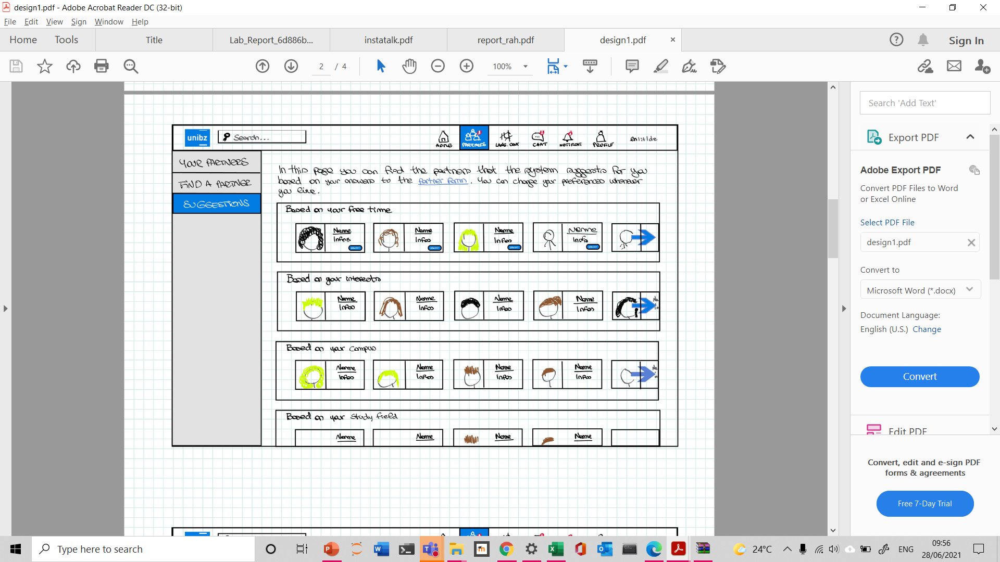 design1.pdf - Adobe Acrobat Reader DC (32-bit)
File Edit View Sign Window Help
Home Tools Title Lab_Report_6d886b... instatalk.pdf report_rah.pdf design1.pdf × Sign In
2 / 4 100%
Search 'Add Text'
unibz Search... HOME PARTNERS LANG. CONT CHAT PROFILE en|it|de
YOUR PARTNERS
FIND A PARTNER
SUGGESTIONS
In this page you can find the partners that the system suggests for you
based on your answers to the partner form. You can change your preferences whenever
you like.
Based on your free time
Name Name Name Name
Infos Infos Infos Infos
Based on your interests
Name Name Name Name Na
Infos Infos Infos Infos
Based on your campus
Name Name Name Name Na
Infos Infos Infos Infos
Based on your study field
Name Name Name Name
Export PDF
Adobe Export PDF
Convert PDF Files to Word
or Excel Online
Select PDF File
design1.pdf
Convert to
Microsoft Word (*.docx)
Document Language:
English (U.S.) Change
Convert
Edit PDF
Convert, edit and e-sign PDF
forms & agreements
Free 7-Day Trial
unibz
Type here to search 24°C ENG 09:56
28/06/2021